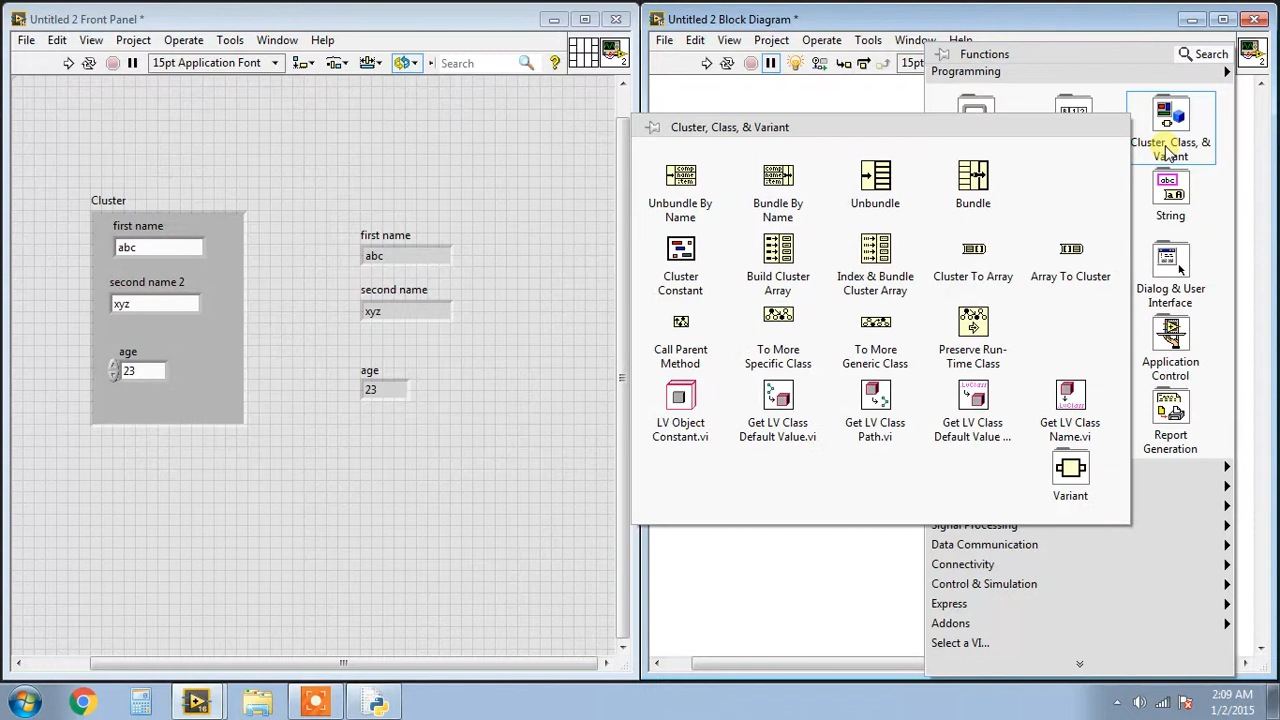 Untitled 2 Front Panel *
File Edit View Project Operate Tools Window Help
15pt Application Font
Search
2
Cluster
first name
abc
second name 2
xyz
age
23
first name
abc
second name
xyz
age
23
Untitled 2 Block Diagram *
File Edit View Project Operate Tools Window Help
15pt
2
Functions
Search
Programming
Cluster, Class, &
Variant
String
Dialog & User
Interface
Application
Control
Report
Generation
Cluster, Class, & Variant
Unbundle By
Name
Bundle By
Name
Unbundle
Bundle
Cluster
Constant
Build Cluster
Array
Index & Bundle
Cluster Array
Cluster To Array
Array To Cluster
Call Parent
Method
To More
Specific Class
To More
Generic Class
Preserve Run-
Time Class
LV Object
Constant.vi
Get LV Class
Default Value.vi
Get LV Class
Path.vi
Get LV Class
Default Value ...
Get LV Class
Name.vi
Variant
Signal Processing
Data Communication
Connectivity
Control & Simulation
Express
Addons
Select a VI...
2:09 AM
1/2/2015